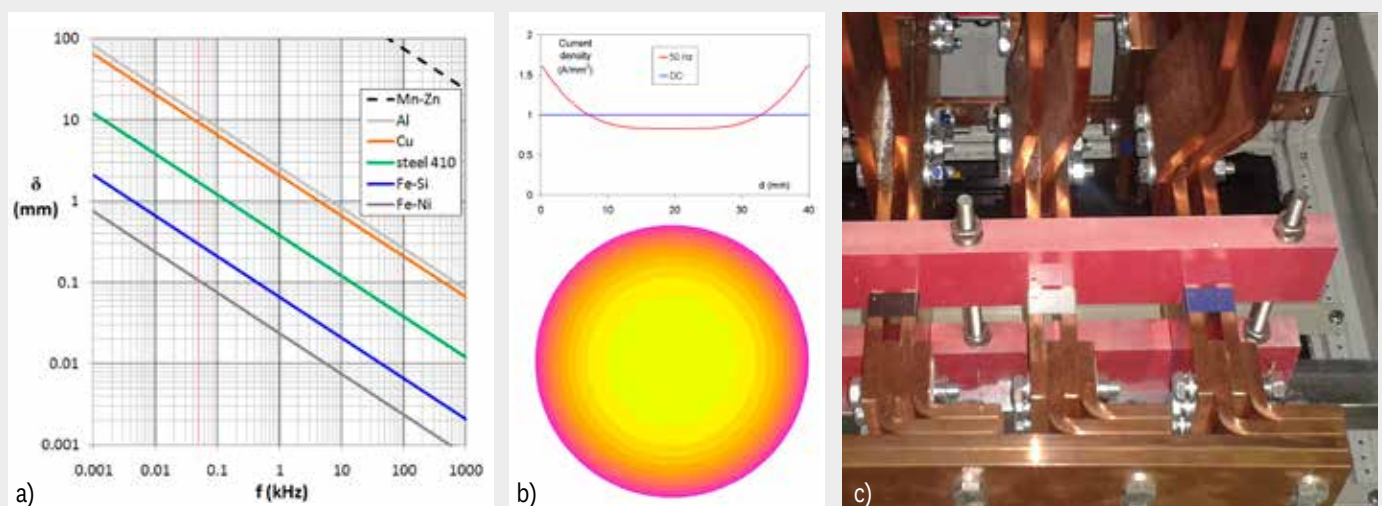 100
10
δ
(mm)
1
0.1
0.01
0.001
0.001 0.01 0.1 1 10 100 1000
f (kHz)
Mn-Zn
Al
Cu
steel 410
Fe-Si
Fe-Ni
a)
Current
density
(A/mm²)
2
1.5
1
0.5
0
50 Hz
DC
d (mm)
0 10 20 30 40
b)
c)